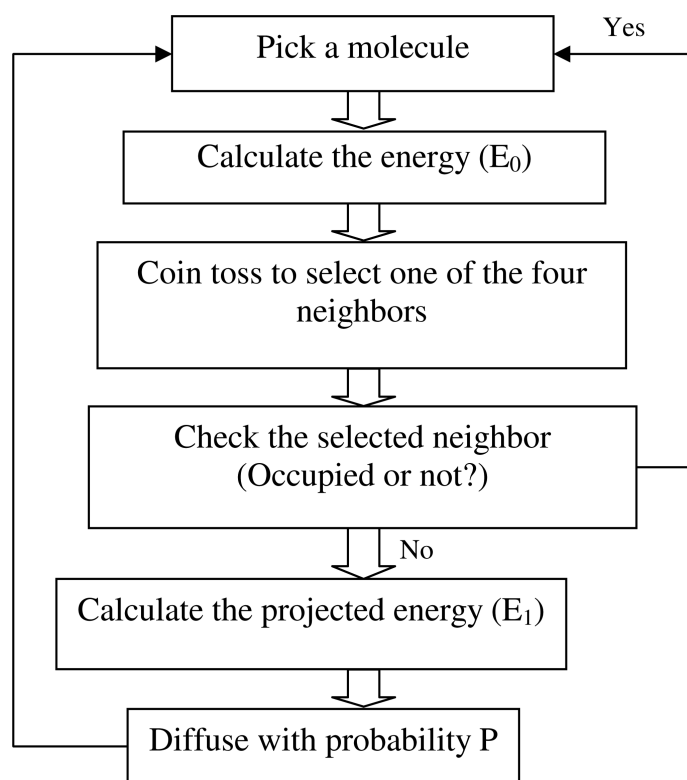 Pick a molecule
Yes
Calculate the energy (E₀)
Coin toss to select one of the four
neighbors
Check the selected neighbor
(Occupied or not?)
No
Calculate the projected energy (E₁)
Diffuse with probability P